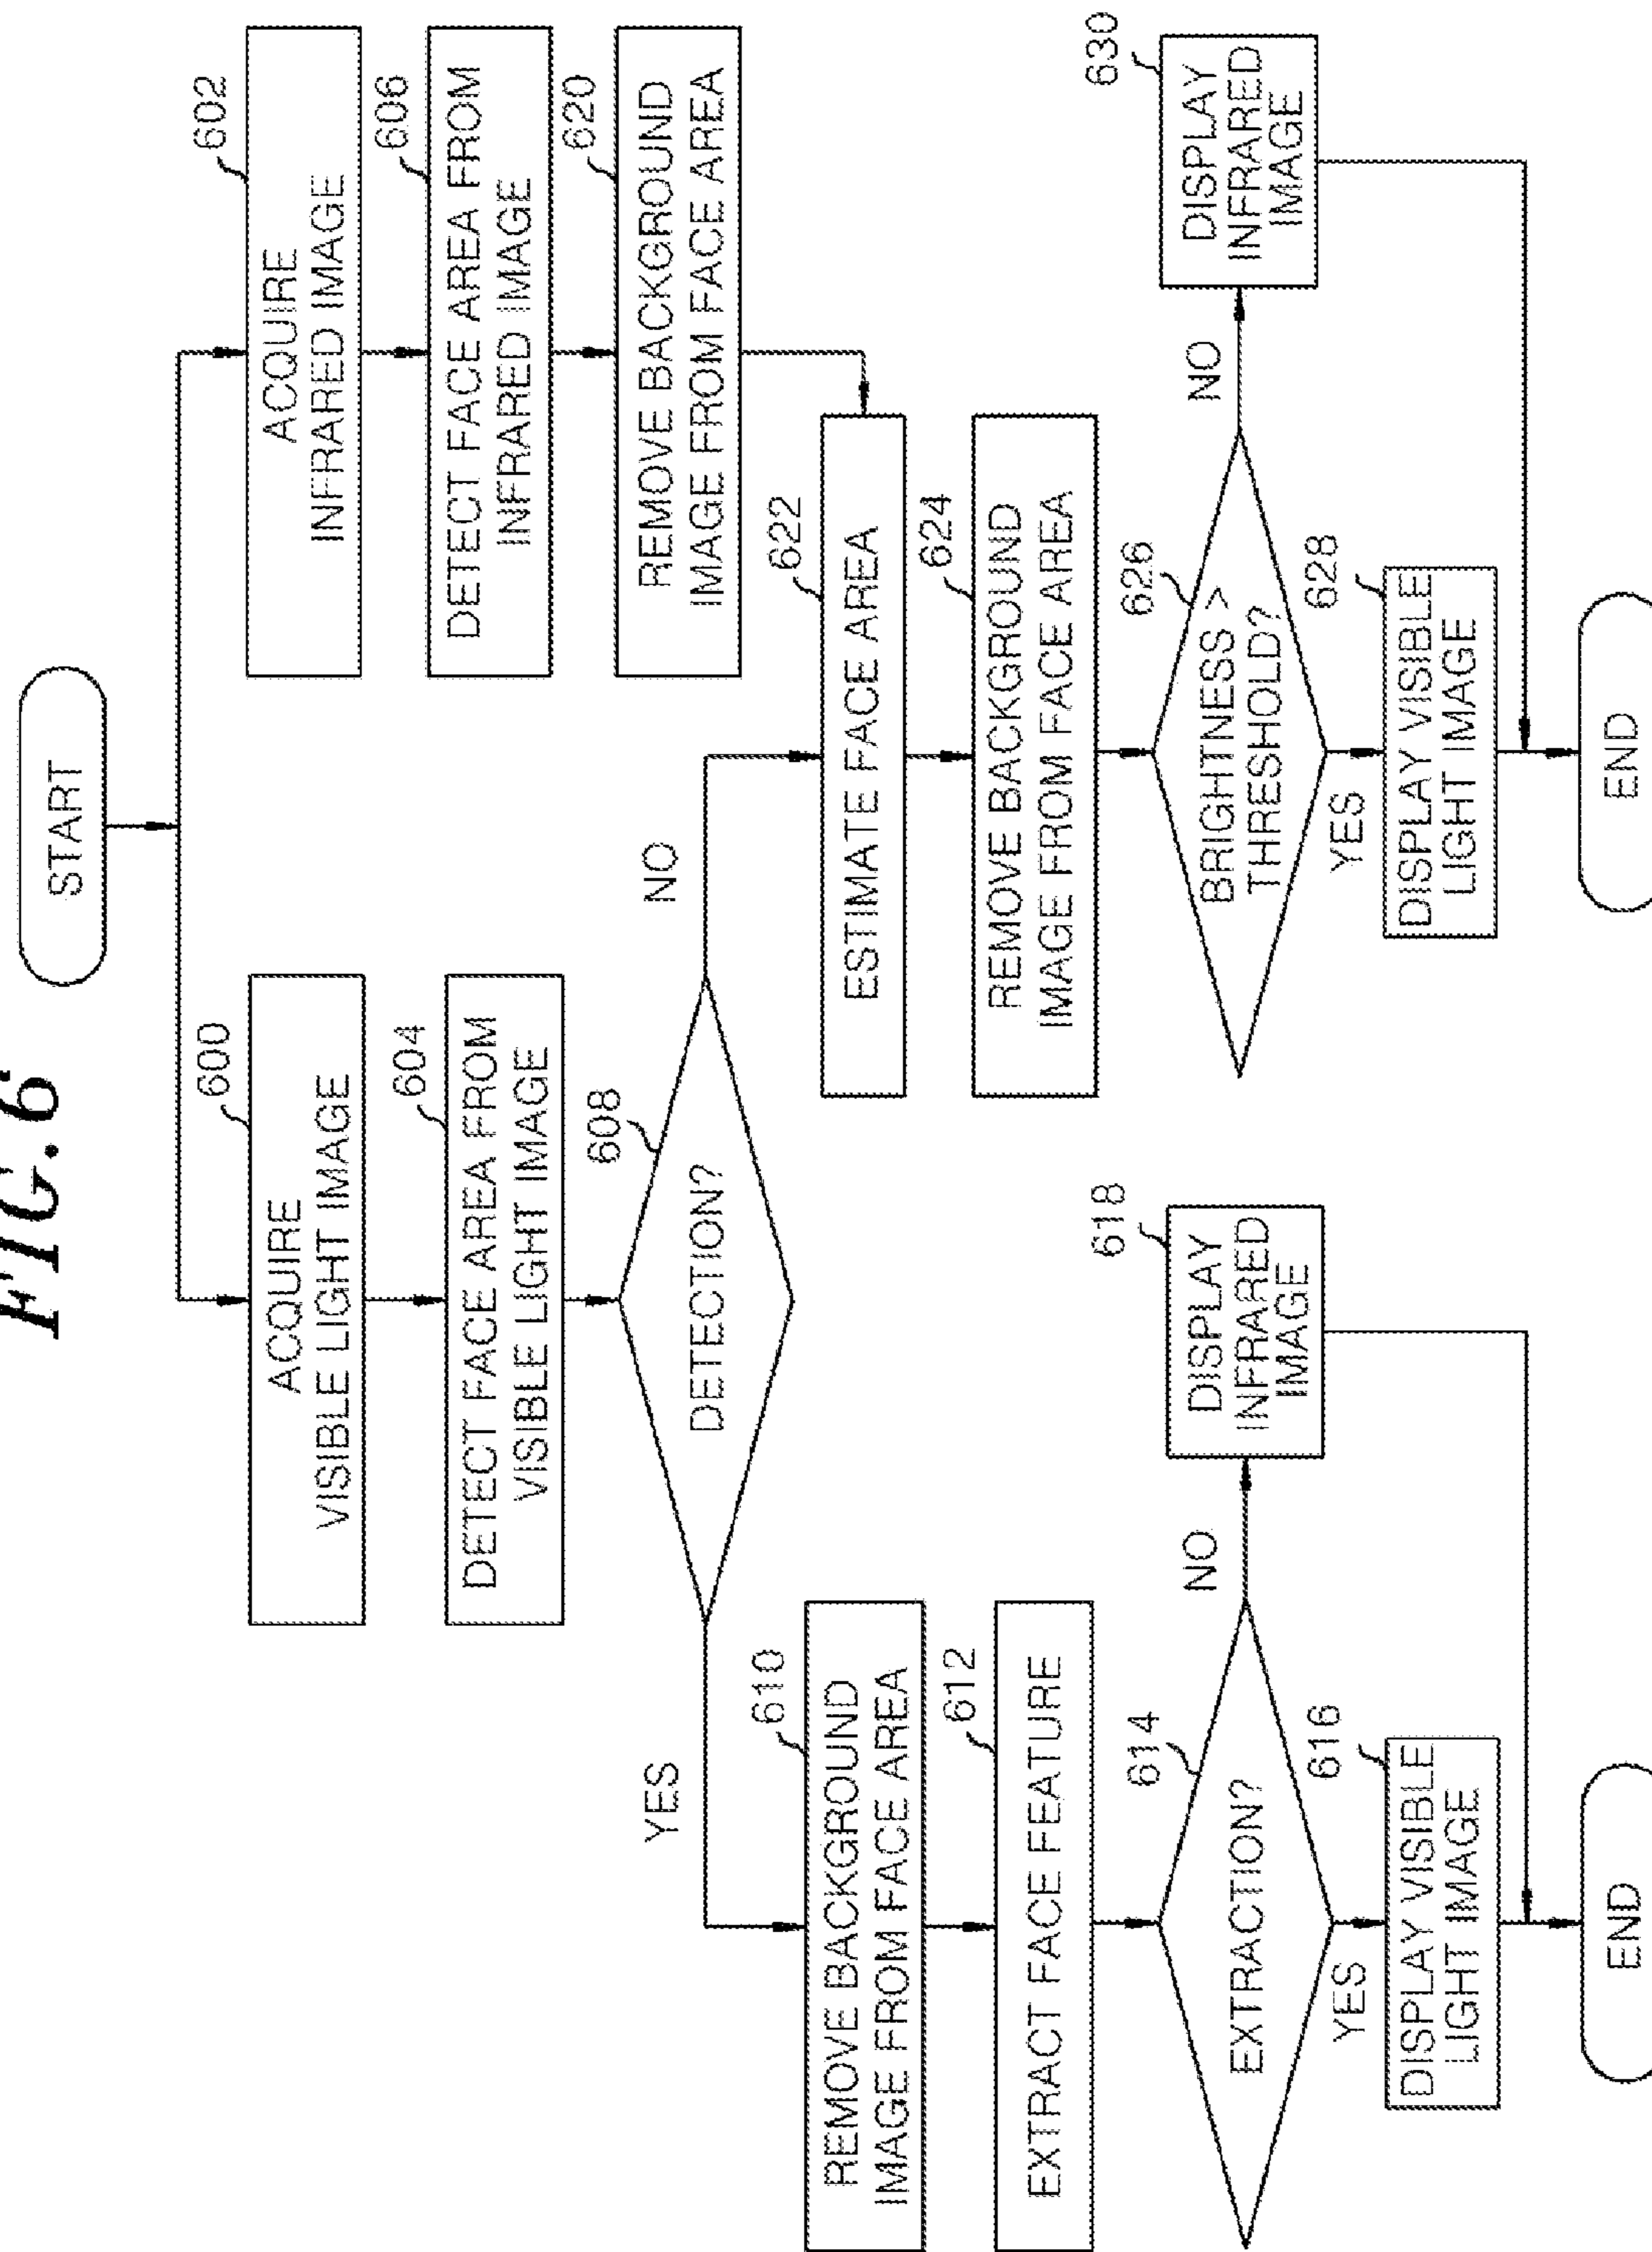 FIG. 6
START
600
ACQUIRE
VISIBLE LIGHT IMAGE
602
ACQUIRE
INFRARED IMAGE
604
DETECT FACE AREA FROM
VISIBLE LIGHT IMAGE
606
DETECT FACE AREA FROM
INFRARED IMAGE
608
DETECTION?
620
REMOVE BACKGROUND
IMAGE FROM FACE AREA
YES
NO
610
REMOVE BACKGROUND
IMAGE FROM FACE AREA
622
ESTIMATE FACE AREA
612
EXTRACT FACE FEATURE
624
REMOVE BACKGROUND
IMAGE FROM FACE AREA
614
EXTRACTION?
NO
618
DISPLAY
INFRARED
IMAGE
626
BRIGHTNESS >
THRESHOLD?
NO
630
DISPLAY
INFRARED
IMAGE
YES
616
DISPLAY VISIBLE
LIGHT IMAGE
YES
628
DISPLAY VISIBLE
LIGHT IMAGE
END
END